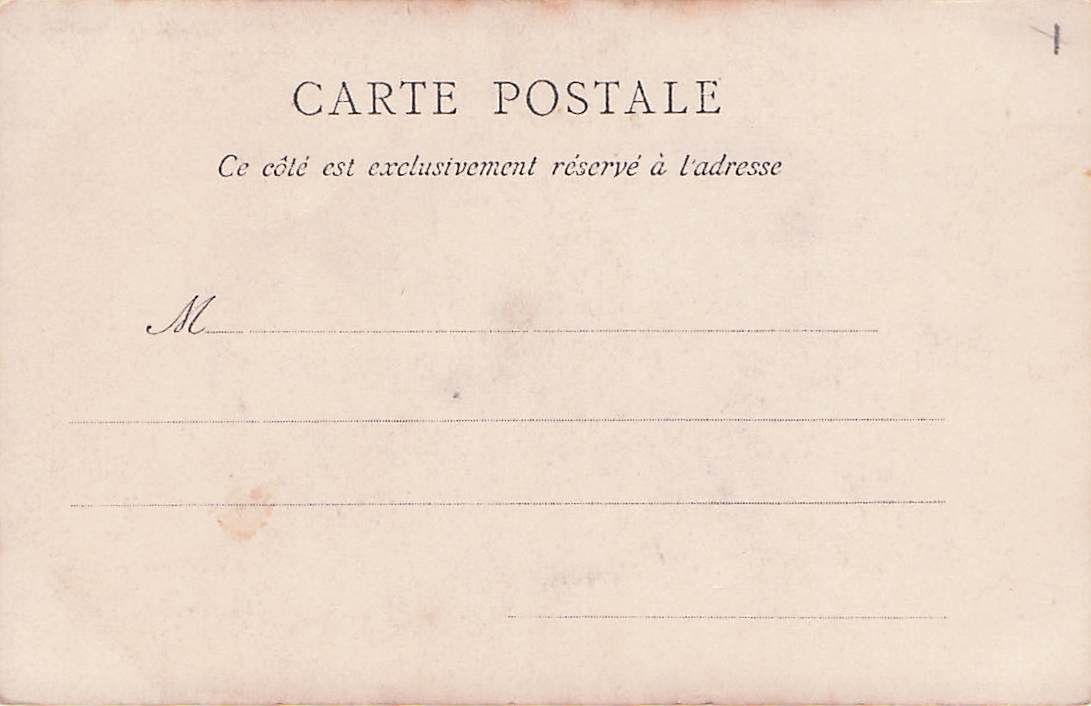 CARTE POSTALE
Ce côté est exclusivement réservé à l'adresse
M